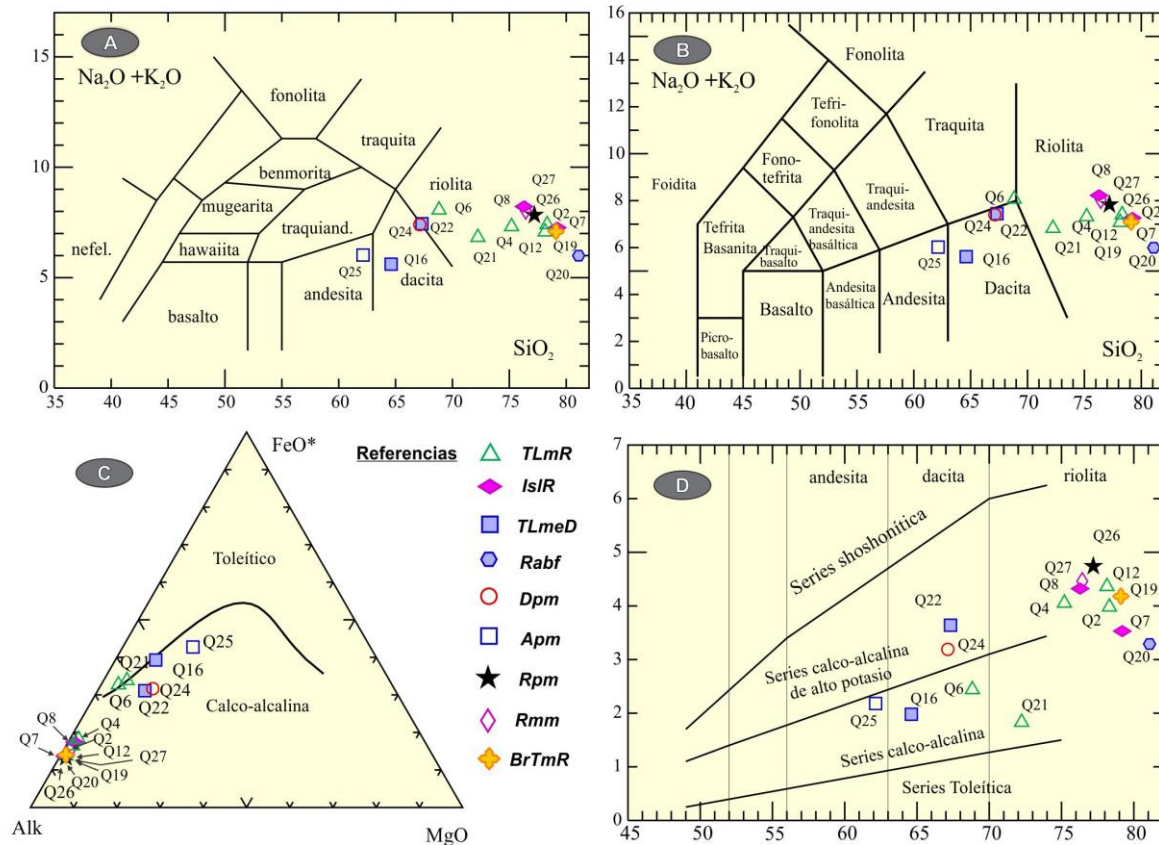 A
Na₂O +K₂O
15
10
5
0
35
40
45
50
55
60
65
70
75
80
fonolita
traquita
benmorita
riolita
mugearita
hawaiita
traquiand.
nefel.
basalto
andesita
dacita
SiO₂
Q8
Q27
Q26
Q6
Q2
Q7
Q24
Q22
Q4
Q12
Q19
Q21
Q25
Q16
Q20
B
Na₂O +K₂O
16
14
12
10
8
6
4
2
0
35
40
45
50
55
60
65
70
75
80
Fonolita
Tefri-
fonolita
Traquita
Riolita
Fono-
tefrita
Foidita
Traqui-
andesita
Tefrita
Basanita
Traqui-
andesita
basáltica
Traqui-
basalto
Basalto
Andesita
basáltica
Andesita
Dacita
Picro-
basalto
SiO₂
Q8
Q27
Q26
Q6
Q2
Q4
Q7
Q24
Q22
Q12
Q21
Q19
Q25
Q16
Q20
C
FeO*
Toleítico
Calco-alcalina
Alk
MgO
Q25
Q21
Q16
Q24
Q6
Q22
Q8
Q4
Q2
Q7
Q12
Q27
Q19
Q20
Q26
Referencias
TLmR
IslR
TLmeD
Rabf
Dpm
Apm
Rpm
Rmm
BrTmR
D
7
6
5
4
3
2
1
0
45
50
55
60
65
70
75
80
andesita
dacita
riolita
Series shoshonítica
Series calco-alcalina
de alto potasio
Series calco-alcalina
Series Toleítica
Q26
Q27
Q12
Q8
Q19
Q4
Q22
Q2
Q7
Q24
Q20
Q6
Q16
Q25
Q21